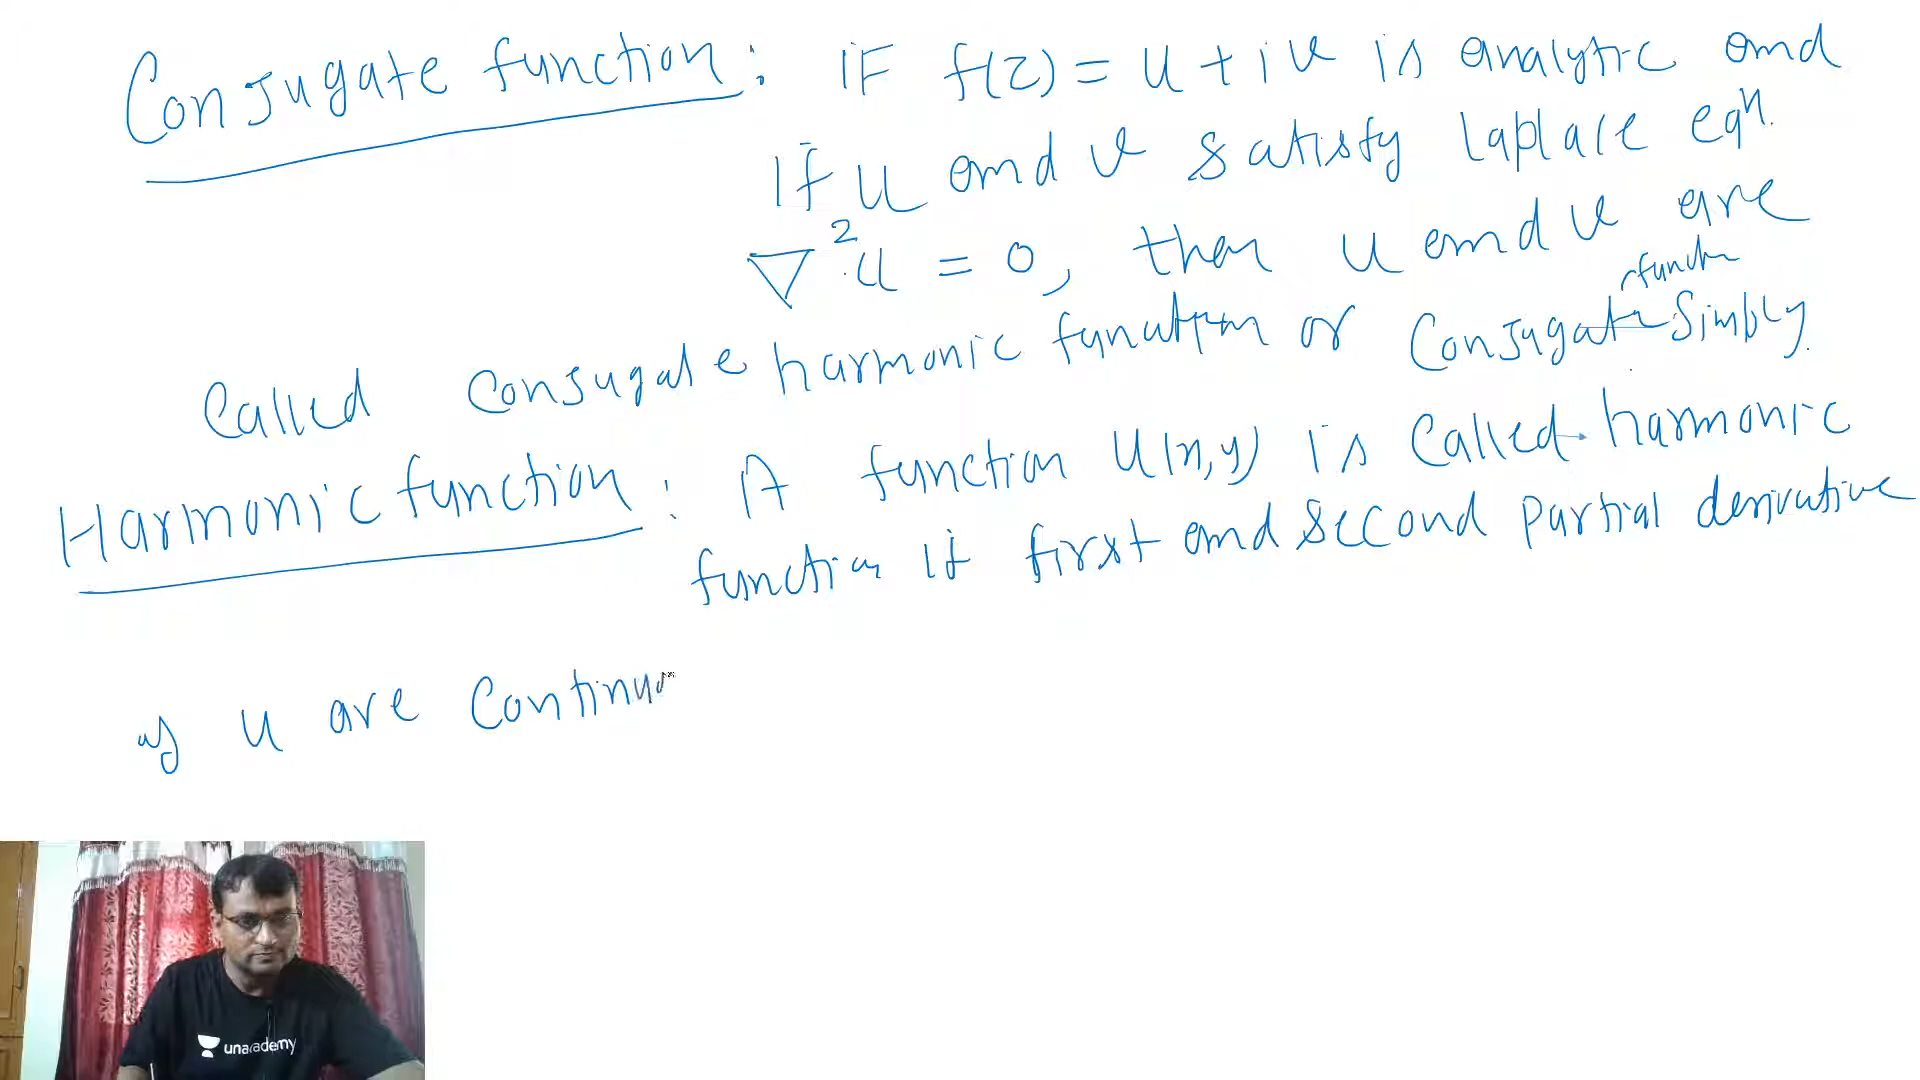 Conjugate function : IF f(z) = u + iv is analytic and
If u and v satisfy Laplace eqn.
∇²u = 0, then u and v are
called conjugate harmonic function or conjugate function simply.
Harmonic function : A function u(x,y) is called harmonic
function if first and second partial derivative
of u are continuo
unacademy